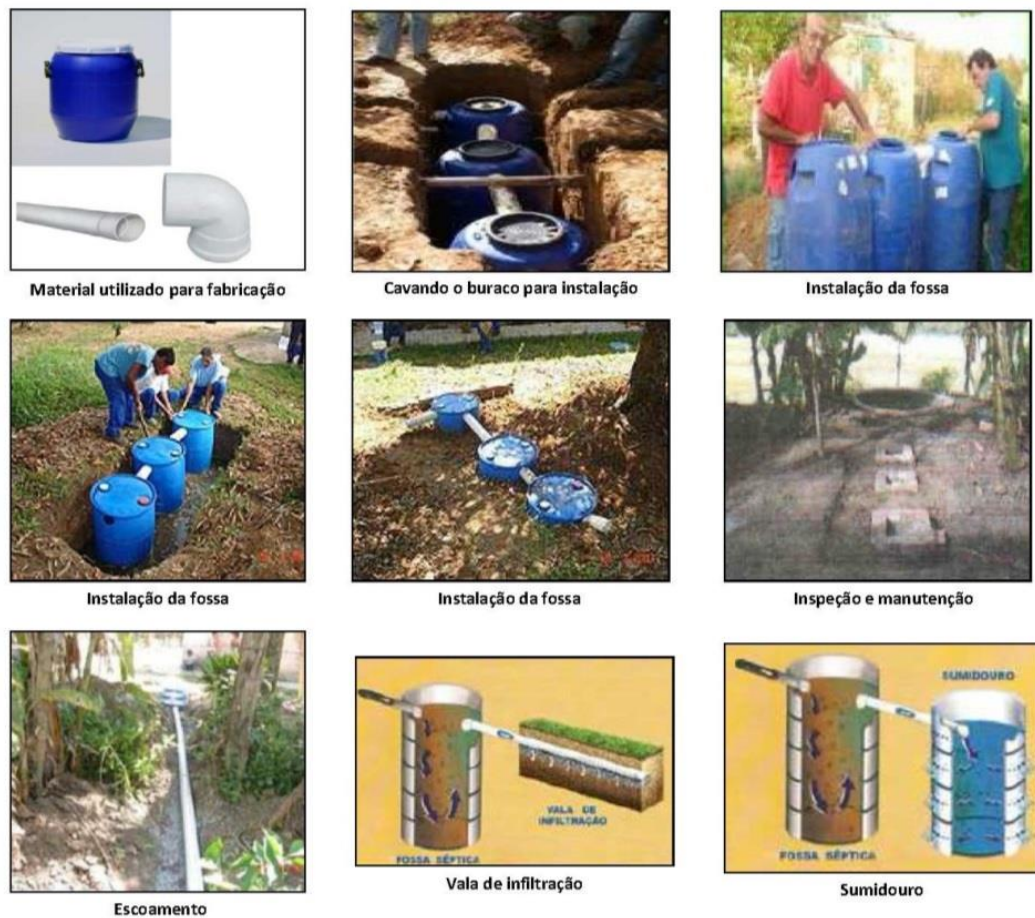 Material utilizado para fabricação
Cavando o buraco para instalação
Instalação da fossa
Instalação da fossa
Instalação da fossa
Inspeção e manutenção
Escoamento
FOSSA SÉPTICA
VALA DE
INFILTRAÇÃO
Vala de infiltração
SUMIDOURO
FOSSA SÉPTICA
Sumidouro